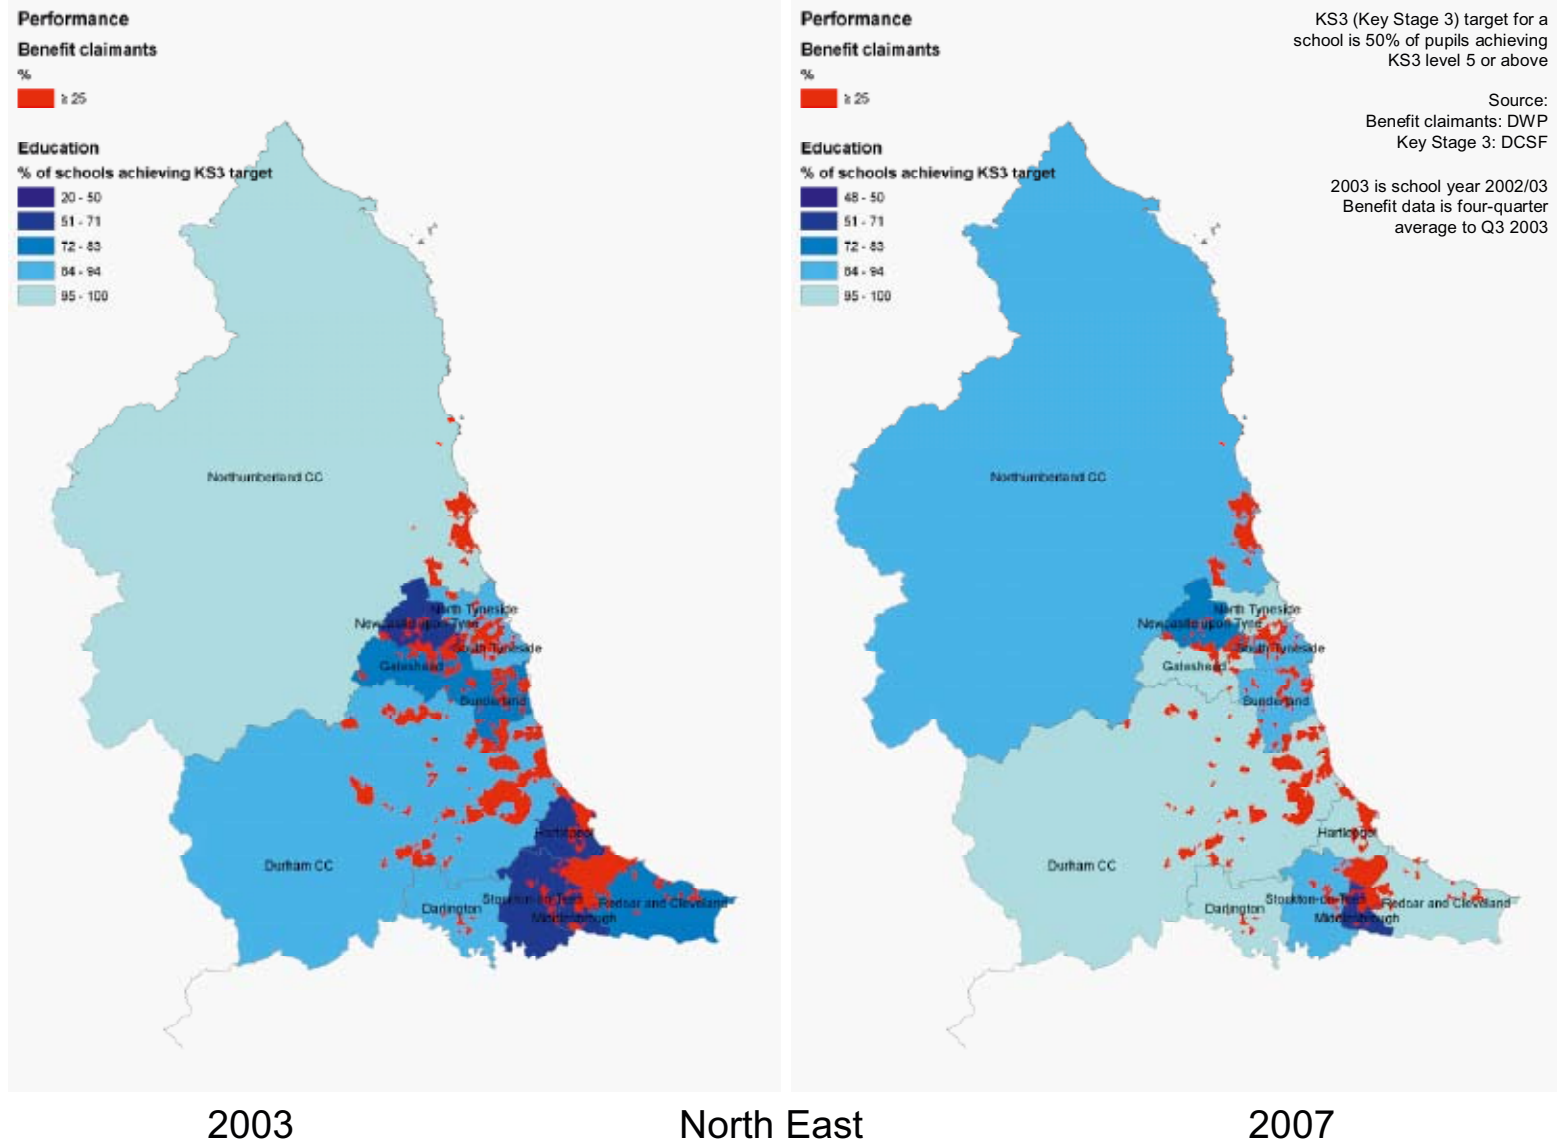 Performance
Benefit claimants
%
≥ 25
Education
% of schools achieving KS3 target
20 - 50
51 - 71
72 - 83
84 - 94
95 - 100
Northumberland CC
North Tyneside
Newcastle upon Tyne
South Tyneside
Gateshead
Sunderland
Hartlepool
Durham CC
Stockton-on-Tees
Redcar and Cleveland
Darlington
Middlesbrough
Performance
Benefit claimants
%
≥ 25
Education
% of schools achieving KS3 target
48 - 50
51 - 71
72 - 83
84 - 94
95 - 100
KS3 (Key Stage 3) target for a
school is 50% of pupils achieving
KS3 level 5 or above
Source:
Benefit claimants: DWP
Key Stage 3: DCSF
2003 is school year 2002/03
Benefit data is four-quarter
average to Q3 2003
Northumberland CC
North Tyneside
Newcastle upon Tyne
South Tyneside
Gateshead
Sunderland
Hartlepool
Durham CC
Stockton-on-Tees
Redcar and Cleveland
Darlington
Middlesbrough
2003
North East
2007